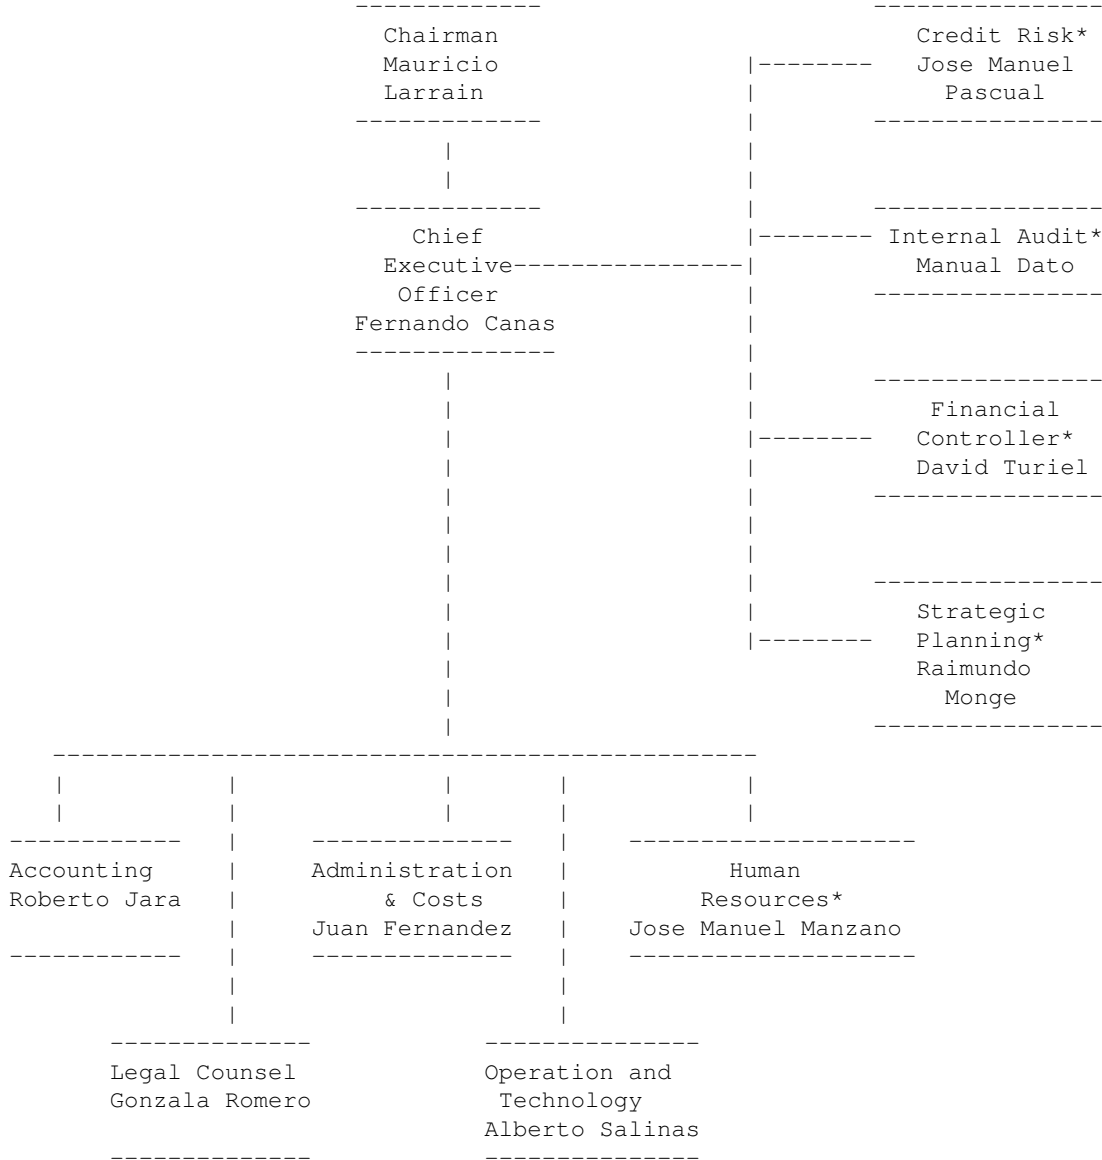 Chairman
Mauricio
Larrain
Credit Risk*
Jose Manuel
Pascual
Chief
Executive
Officer
Fernando Canas
Internal Audit*
Manual Dato
Financial
Controller*
David Turiel
Strategic
Planning*
Raimundo
Monge
Accounting
Roberto Jara
Administration
& Costs
Juan Fernandez
Human
Resources*
Jose Manuel Manzano
Legal Counsel
Gonzala Romero
Operation and
Technology
Alberto Salinas